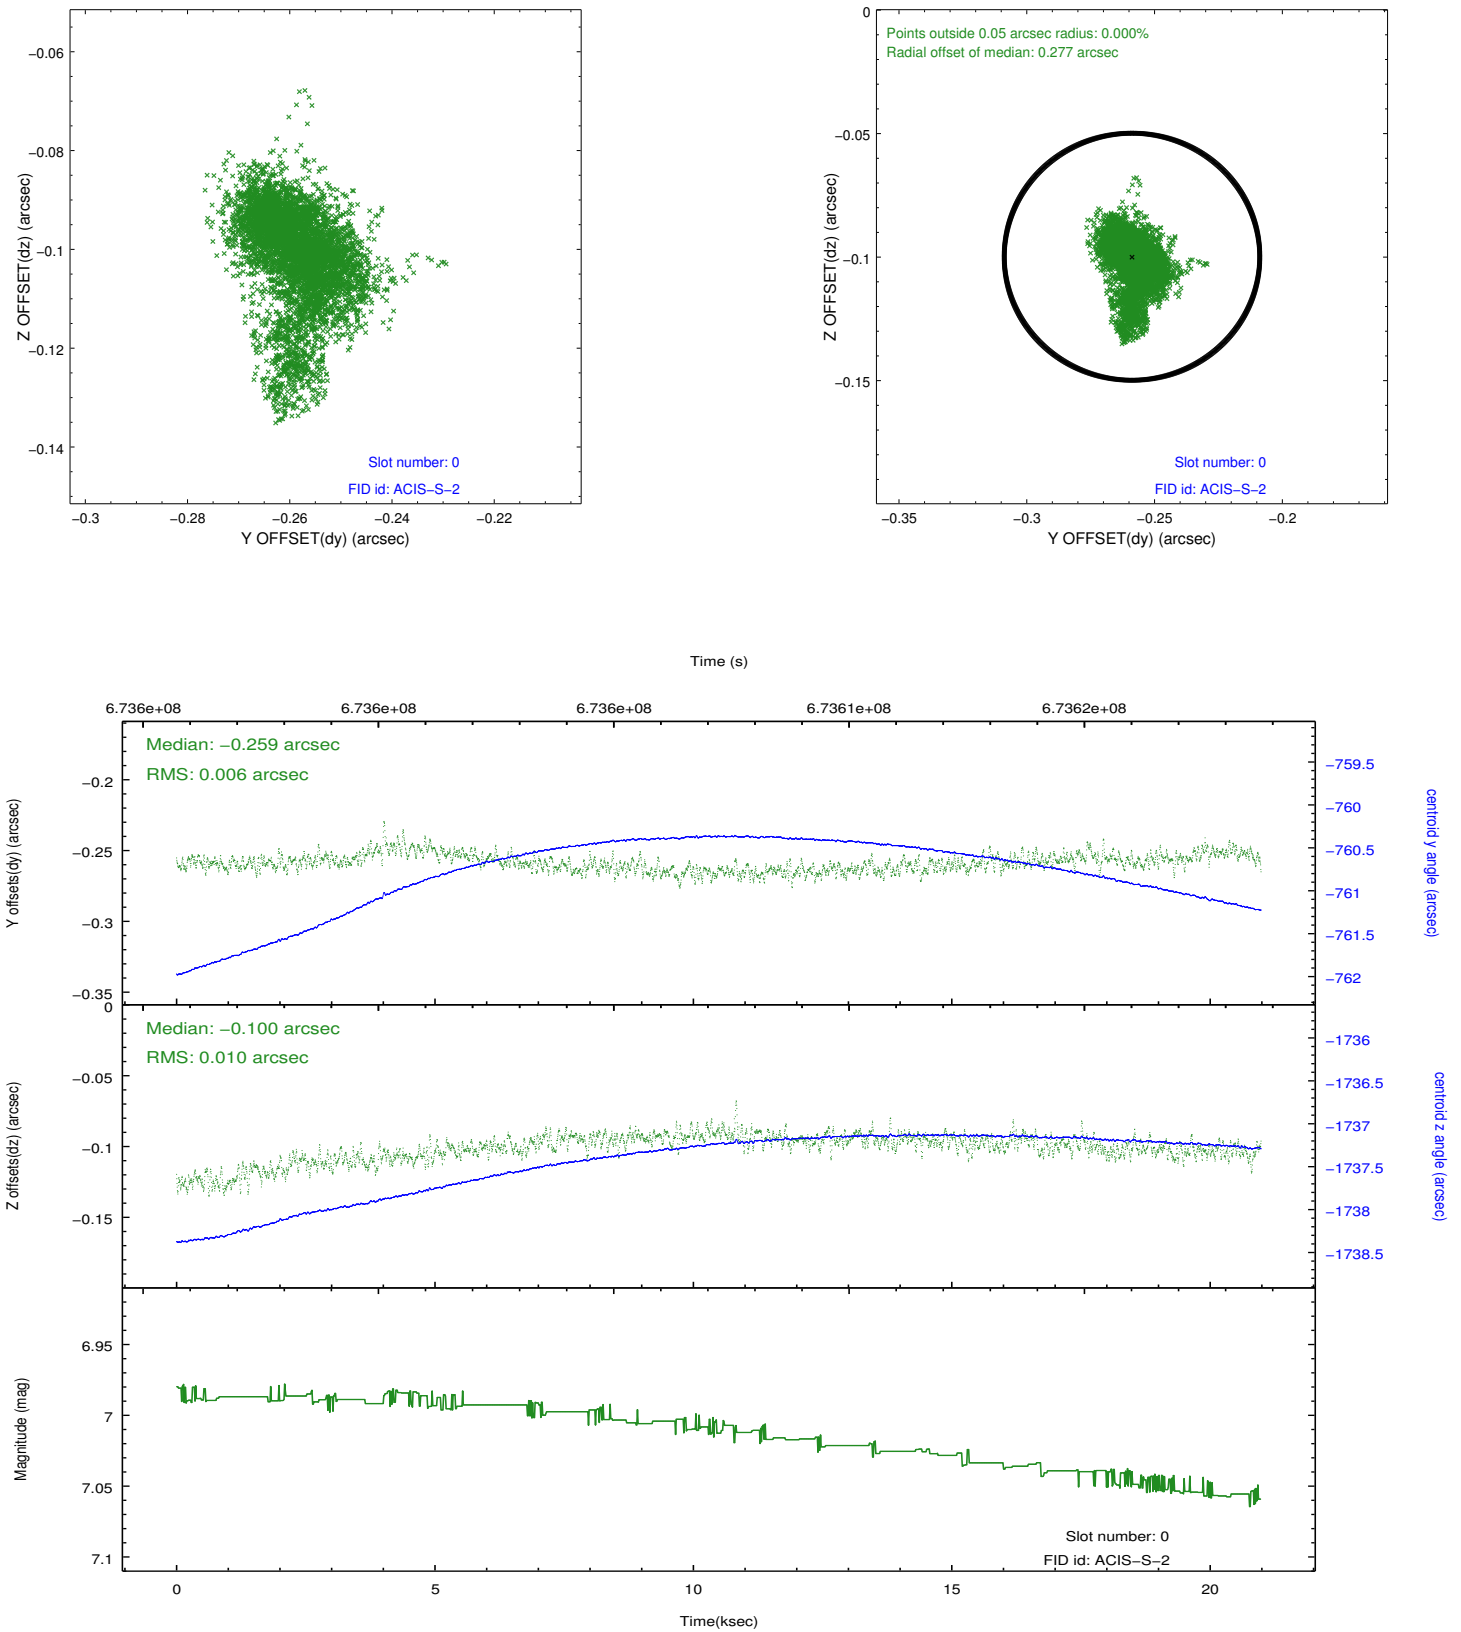 −0.06
−0.08
−0.1
−0.12
−0.14
Z OFFSET(dz) (arcsec)
Slot number: 0
FID id: ACIS−S−2
−0.3
−0.28
−0.26
−0.24
−0.22
Y OFFSET(dy) (arcsec)
Points outside 0.05 arcsec radius: 0.000%
Radial offset of median: 0.277 arcsec
0
−0.05
−0.1
−0.15
Z OFFSET(dz) (arcsec)
Slot number: 0
FID id: ACIS−S−2
−0.35
−0.3
−0.25
−0.2
Y OFFSET(dy) (arcsec)
Time (s)
6.736e+08
6.736e+08
6.736e+08
6.7361e+08
6.7362e+08
Median: −0.259 arcsec
RMS: 0.006 arcsec
−0.2
−0.25
−0.3
−0.35
Y offsets(dy) (arcsec)
−759.5
−760
−760.5
−761
−761.5
−762
centroid y angle (arcsec)
Median: −0.100 arcsec
RMS: 0.010 arcsec
0
−0.05
−0.1
−0.15
Z offsets(dz) (arcsec)
−1736
−1736.5
−1737
−1737.5
−1738
−1738.5
centroid z angle (arcsec)
6.95
7
7.05
7.1
Magnitude (mag)
Slot number: 0
FID id: ACIS−S−2
0
5
10
15
20
Time(ksec)